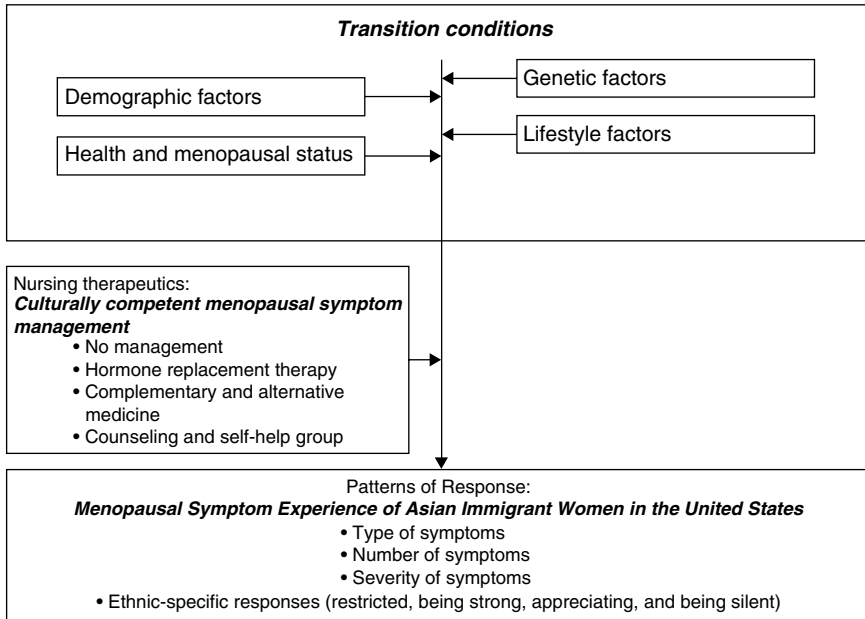 Transition conditions
Demographic factors
Genetic factors
Health and menopausal status
Lifestyle factors
Nursing therapeutics:
Culturally competent menopausal symptom
management
• No management
• Hormone replacement therapy
• Complementary and alternative
medicine
• Counseling and self-help group
Patterns of Response:
Menopausal Symptom Experience of Asian Immigrant Women in the United States
• Type of symptoms
• Number of symptoms
• Severity of symptoms
• Ethnic-specific responses (restricted, being strong, appreciating, and being silent)